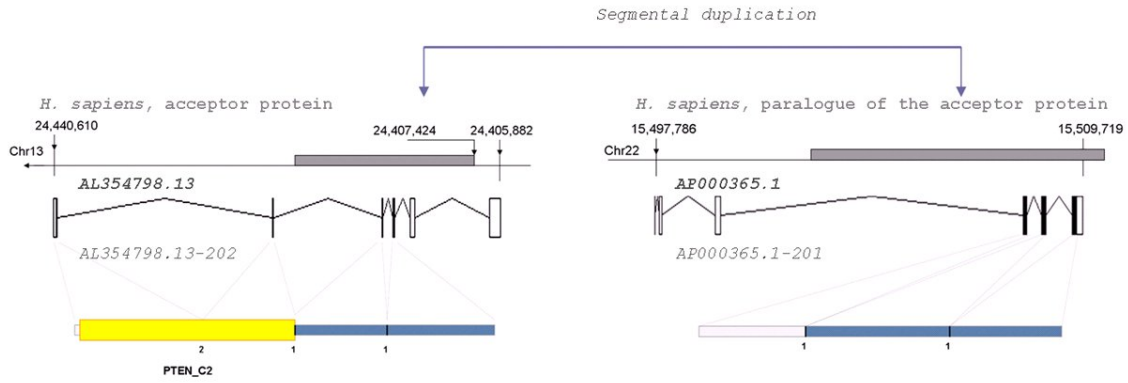 Segmental duplication
H. sapiens, acceptor protein
24,440,610
24,407,424
24,405,882
Chr13
AL354798.13
AL354798.13-202
2
1
1
PTEN_C2
H. sapiens, paralogue of the acceptor protein
15,497,786
15,509,719
Chr22
AP000365.1
AP000365.1-201
1
1